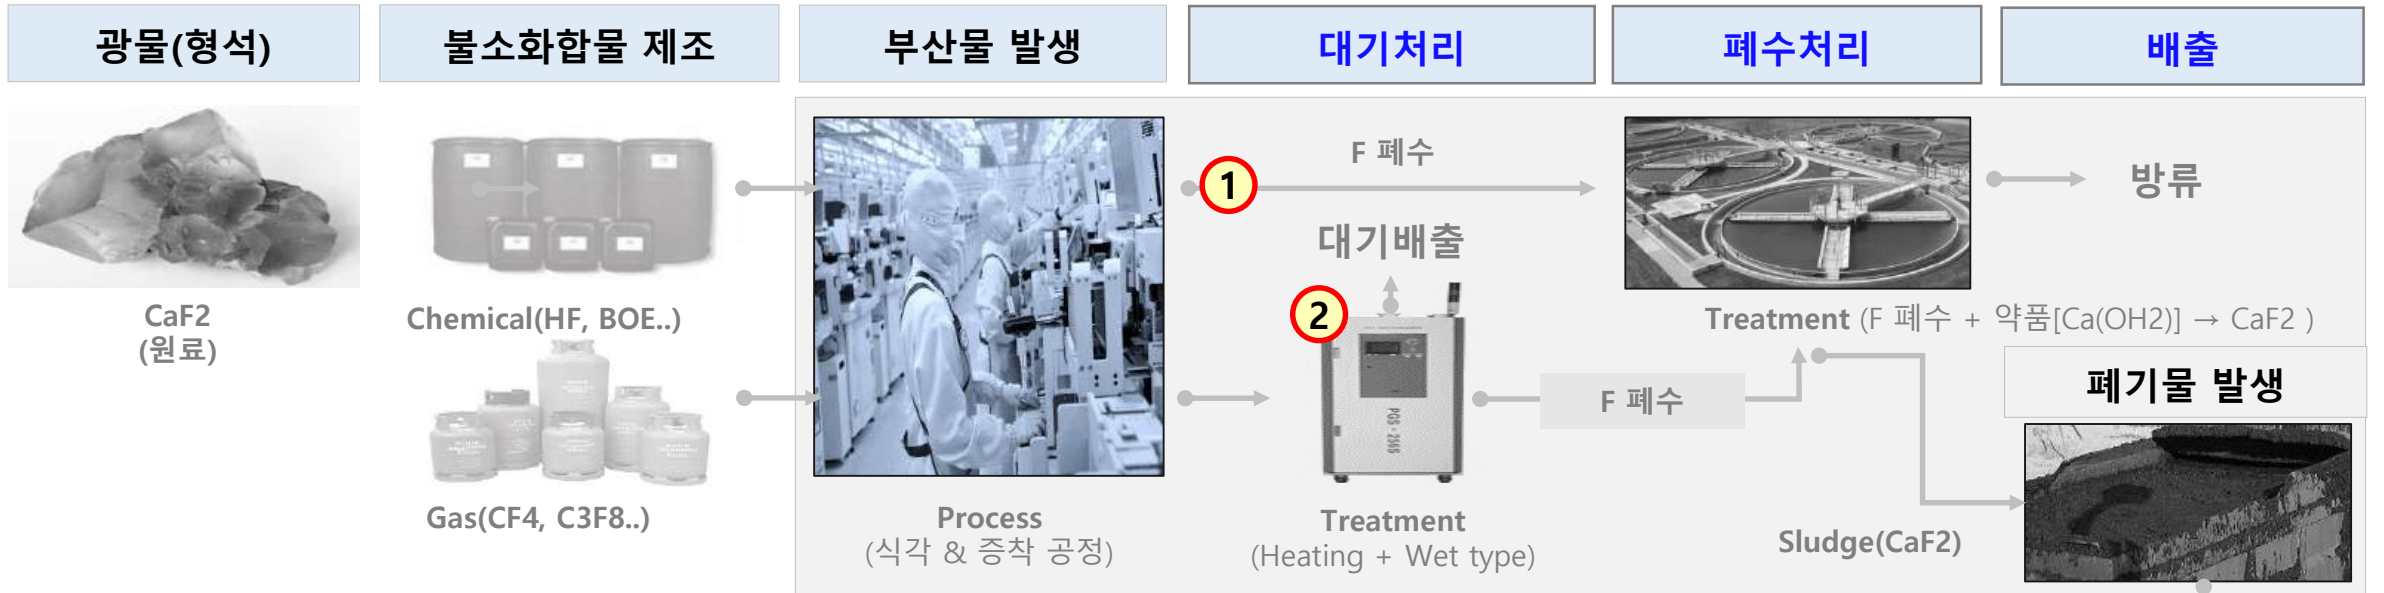 광물(형석)
불소화합물 제조
부산물 발생
대기처리
폐수처리
배출
CaF2
(원료)
Chemical(HF, BOE..)
Gas(CF4, C3F8..)
Process
(식각 & 증착 공정)
1
F 폐수
대기배출
2
PGS-256S
Treatment
(Heating + Wet type)
F 폐수
방류
Treatment (F 폐수 + 약품[Ca(OH2)] → CaF2 )
폐기물 발생
Sludge(CaF2)